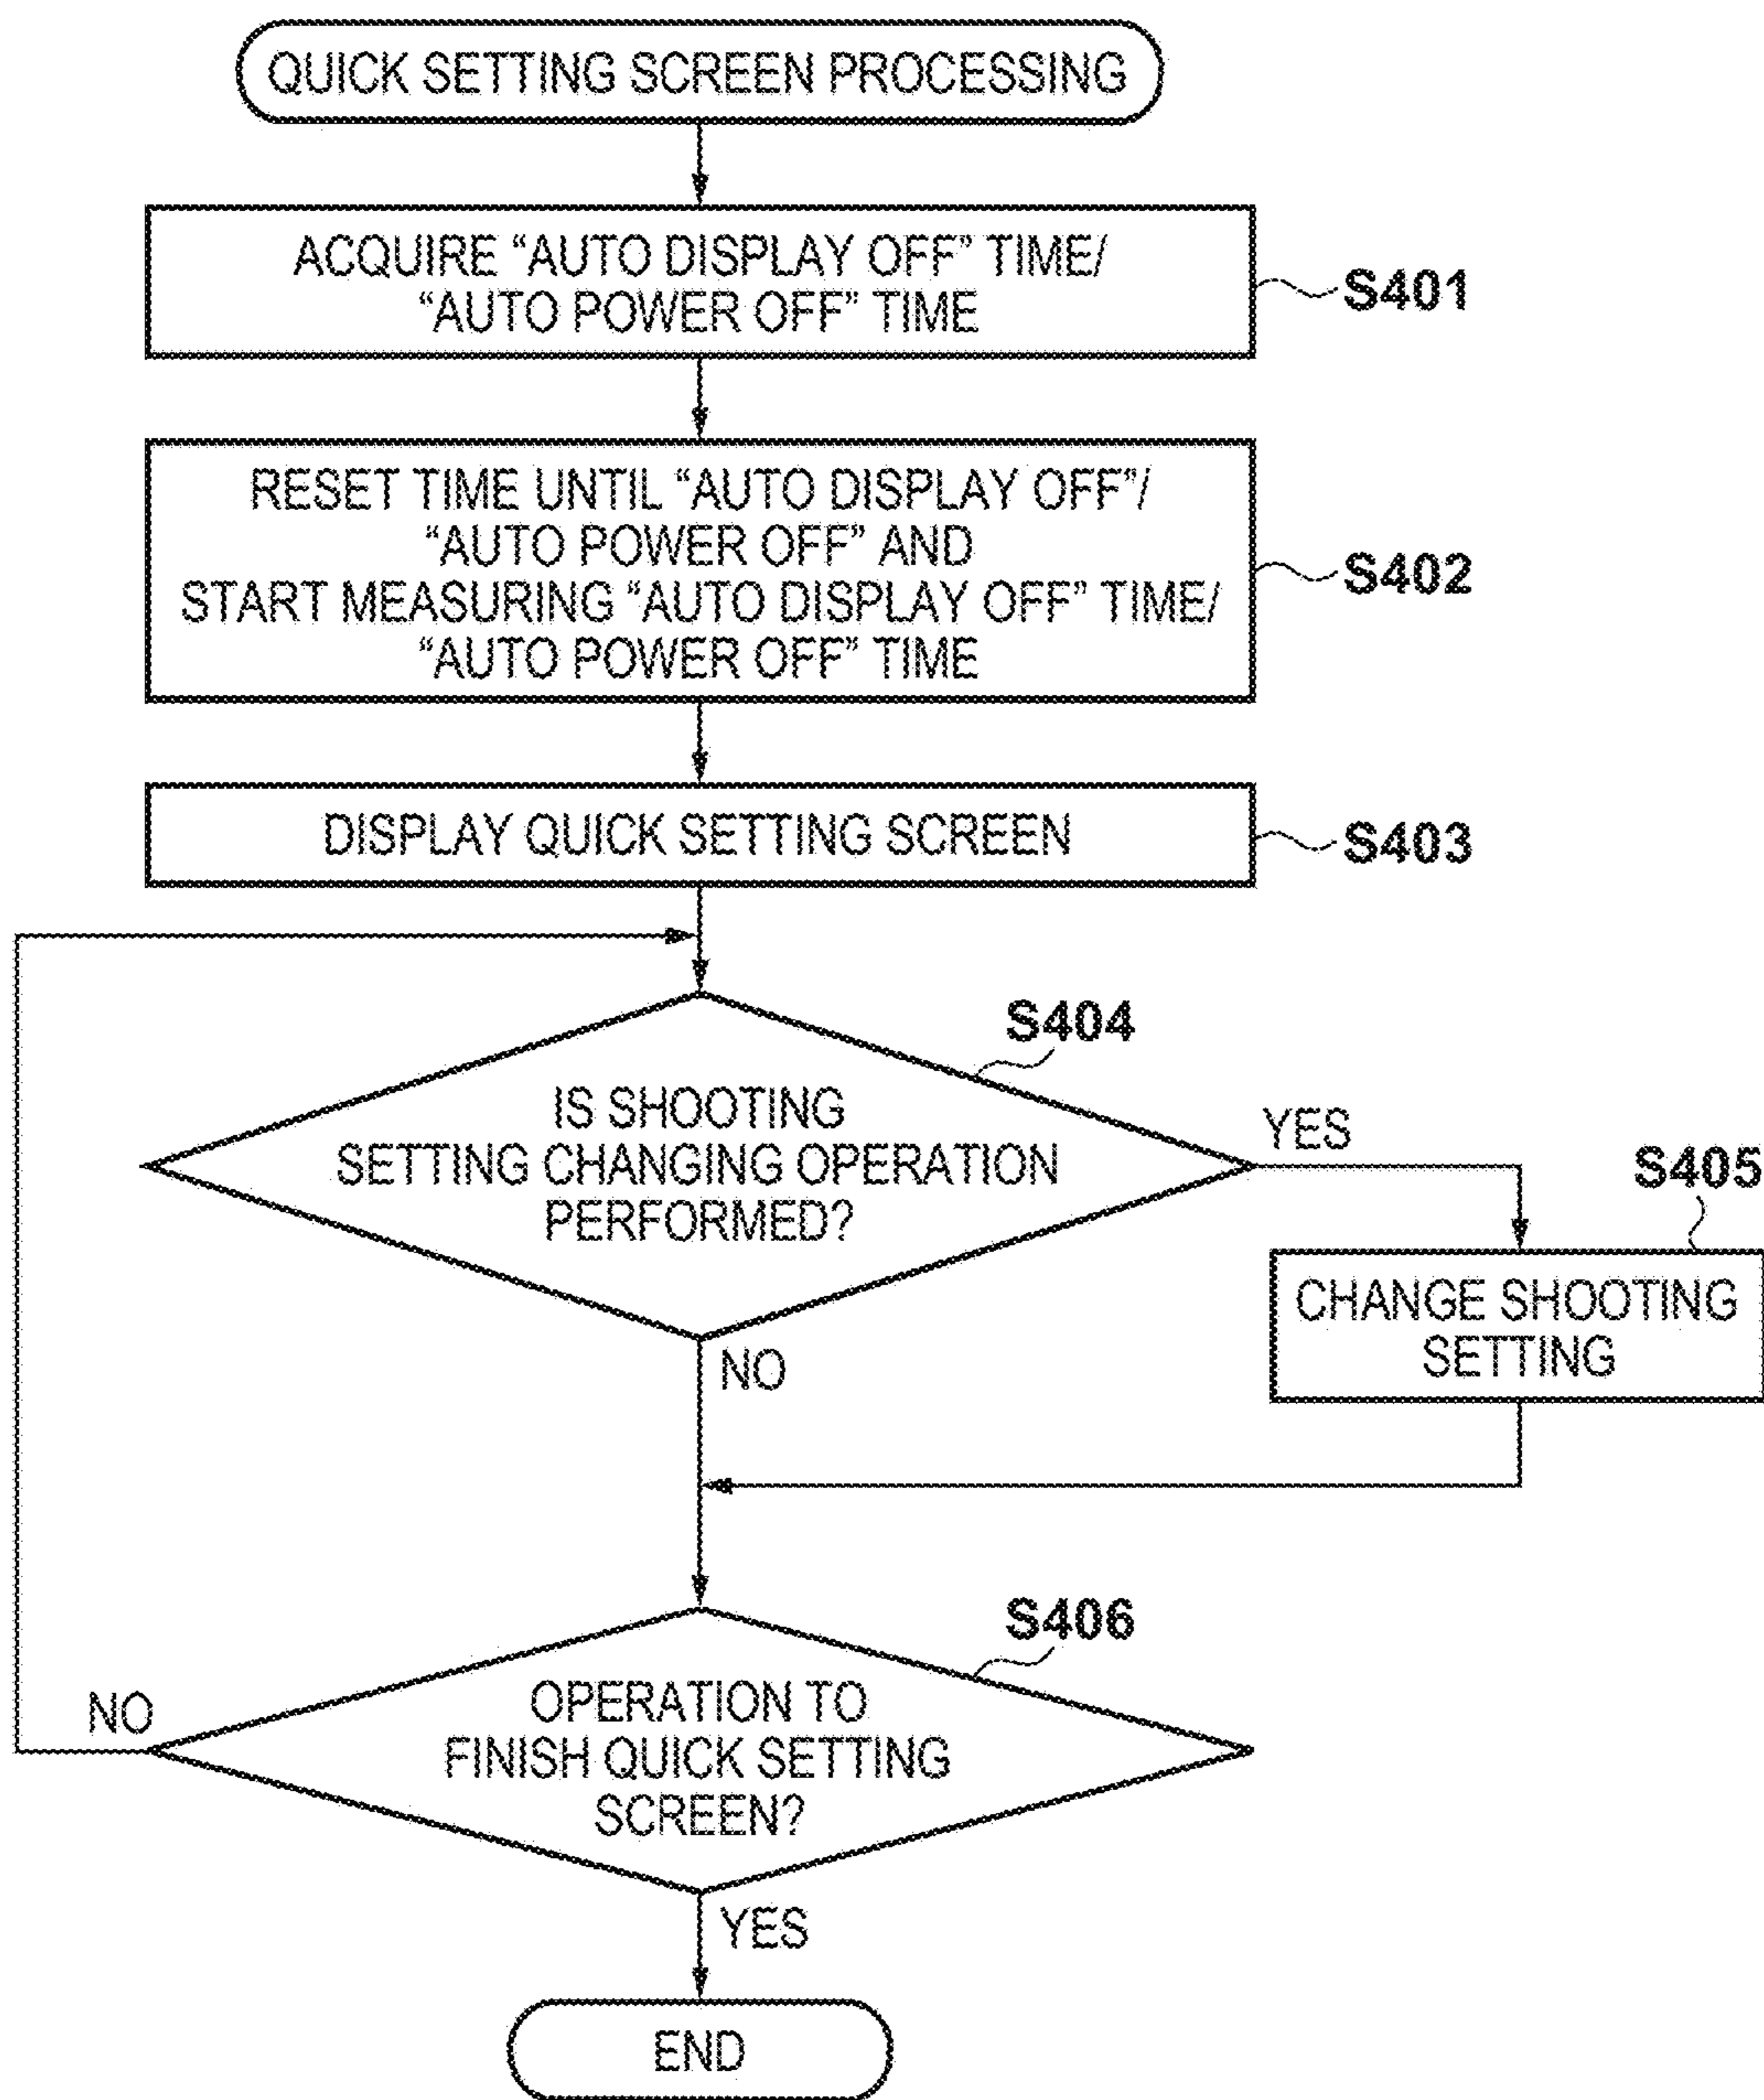 QUICK SETTING SCREEN PROCESSING
ACQUIRE “AUTO DISPLAY OFF” TIME/
“AUTO POWER OFF” TIME
S401
RESET TIME UNTIL “AUTO DISPLAY OFF”/
“AUTO POWER OFF” AND
START MEASURING “AUTO DISPLAY OFF” TIME/
“AUTO POWER OFF” TIME
S402
DISPLAY QUICK SETTING SCREEN
S403
S404
IS SHOOTING
SETTING CHANGING OPERATION
PERFORMED?
YES
S405
CHANGE SHOOTING
SETTING
NO
S406
OPERATION TO
FINISH QUICK SETTING
SCREEN?
NO
YES
END